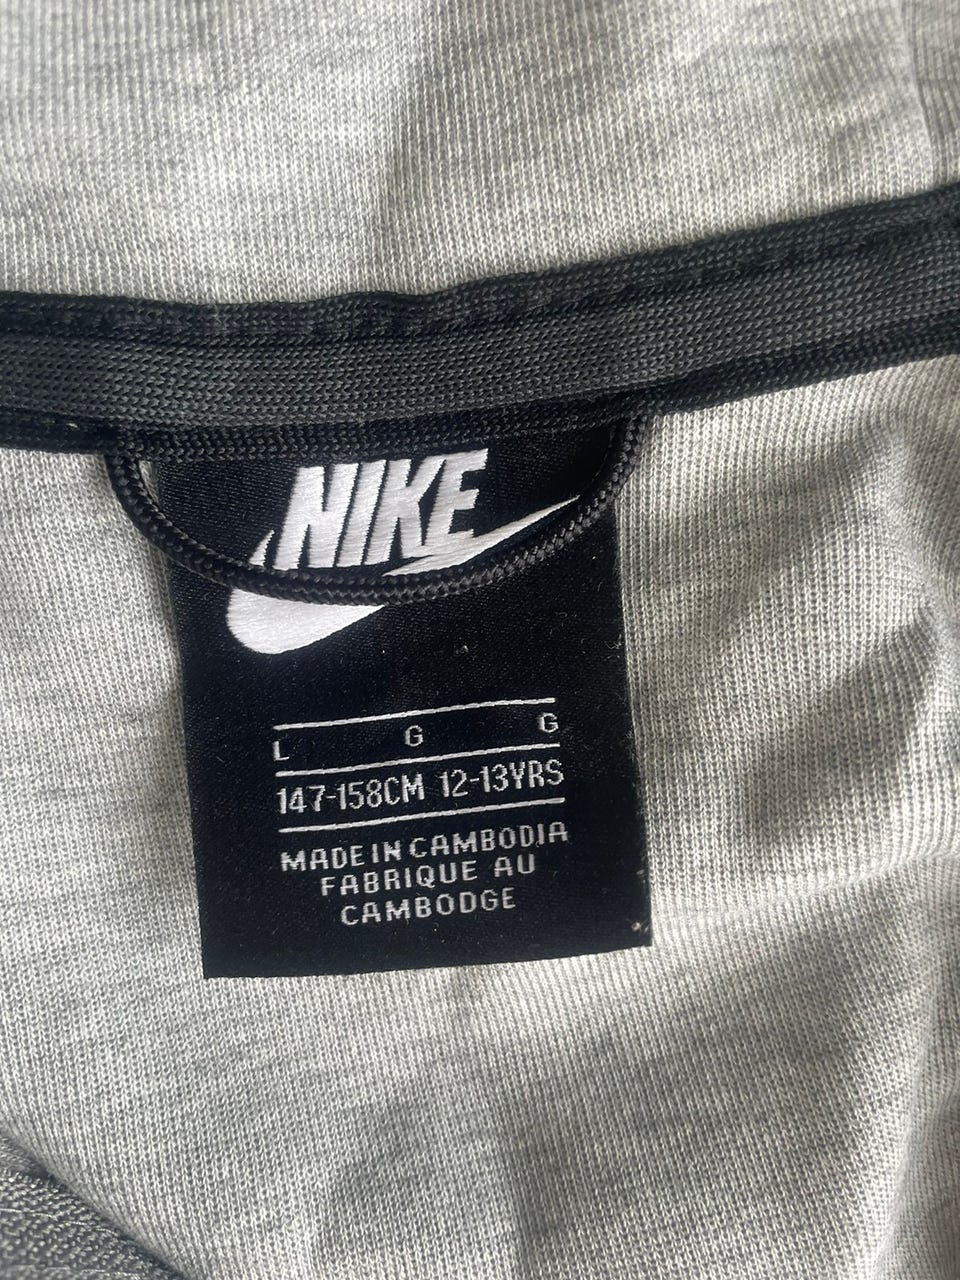 NIKE
L G G
147-158CM 12-13YRS
MADE IN CAMBODIA
FABRIQUE AU
CAMBODGE